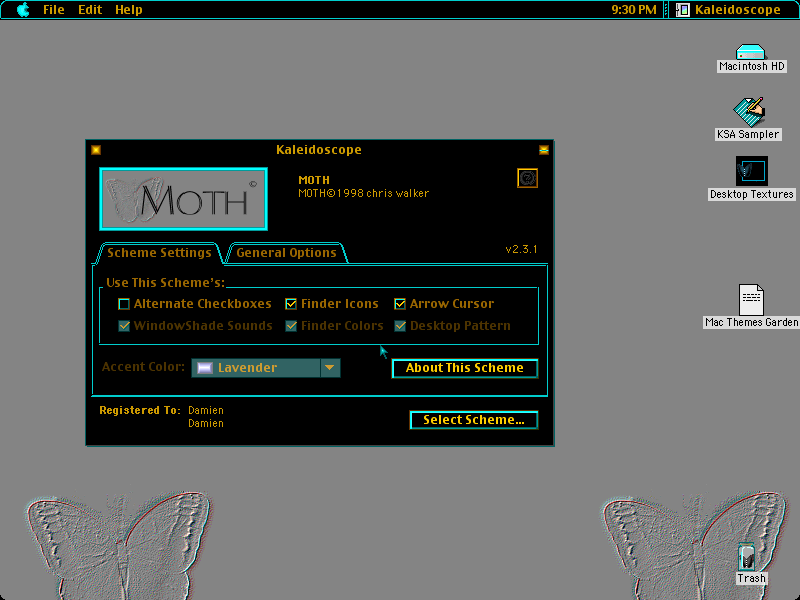 File Edit Help
9:30 PM Kaleidoscope
Macintosh HD
KSA Sampler
Desktop Textures
Mac Themes Garden
Trash
Kaleidoscope
MOTH©
MOTH
MOTH©1998 chris walker
v2.3.1
Scheme Settings General Options
Use This Scheme's:
Alternate Checkboxes Finder Icons Arrow Cursor
WindowShade Sounds Finder Colors Desktop Pattern
Accent Color: Lavender About This Scheme
Registered To: Damien
Damien
Select Scheme...